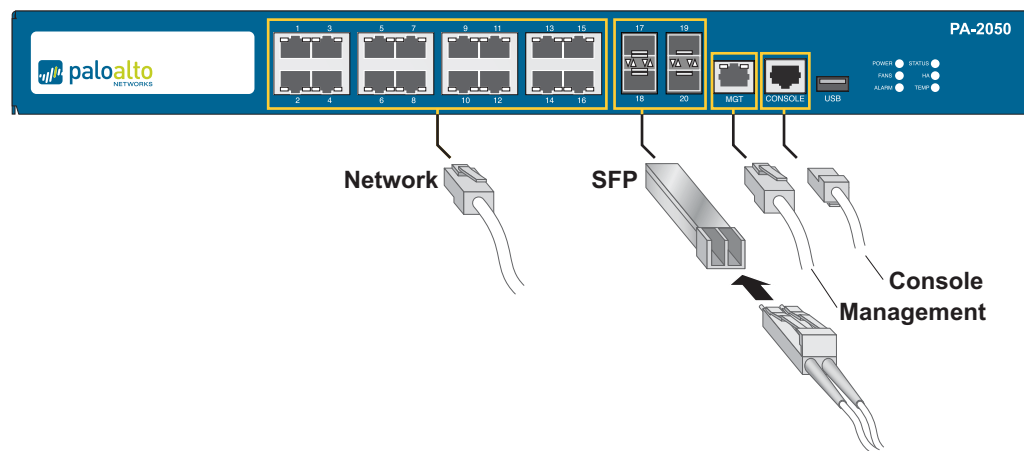 1 3 5 7 9 11 13 15 17 19
PA-2050
paloalto
NETWORKS
POWER STATUS
FANS HA
ALARM TEMP
2 4 6 8 10 12 14 16 18 20 MGT CONSOLE USB
Network
SFP
Console
Management